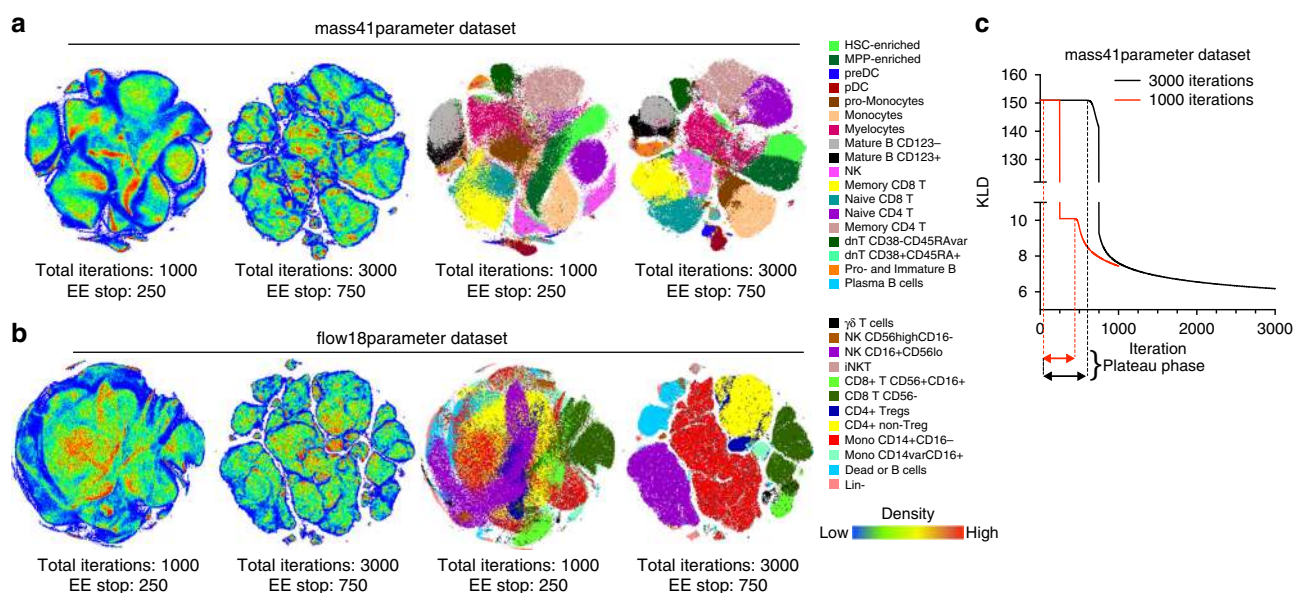 a
mass41parameter dataset
Total iterations: 1000
EE stop: 250
Total iterations: 3000
EE stop: 750
Total iterations: 1000
EE stop: 250
Total iterations: 3000
EE stop: 750
HSC-enriched
MPP-enriched
preDC
pDC
pro-Monocytes
Monocytes
Myelocytes
Mature B CD123–
Mature B CD123+
NK
Memory CD8 T
Naive CD8 T
Naive CD4 T
Memory CD4 T
dnT CD38-CD45RAvar
dnT CD38+CD45RA+
Pro- and Immature B
Plasma B cells
b
flow18parameter dataset
Total iterations: 1000
EE stop: 250
Total iterations: 3000
EE stop: 750
Total iterations: 1000
EE stop: 250
Total iterations: 3000
EE stop: 750
γδ T cells
NK CD56highCD16-
NK CD16+CD56lo
iNKT
CD8+ T CD56+CD16+
CD8 T CD56-
CD4+ Tregs
CD4+ non-Treg
Mono CD14+CD16–
Mono CD14varCD16+
Dead or B cells
Lin-
Density
Low
High
c
mass41parameter dataset
3000 iterations
1000 iterations
160
150
140
130
10
8
6
KLD
0
1000
2000
3000
Iteration
} Plateau phase